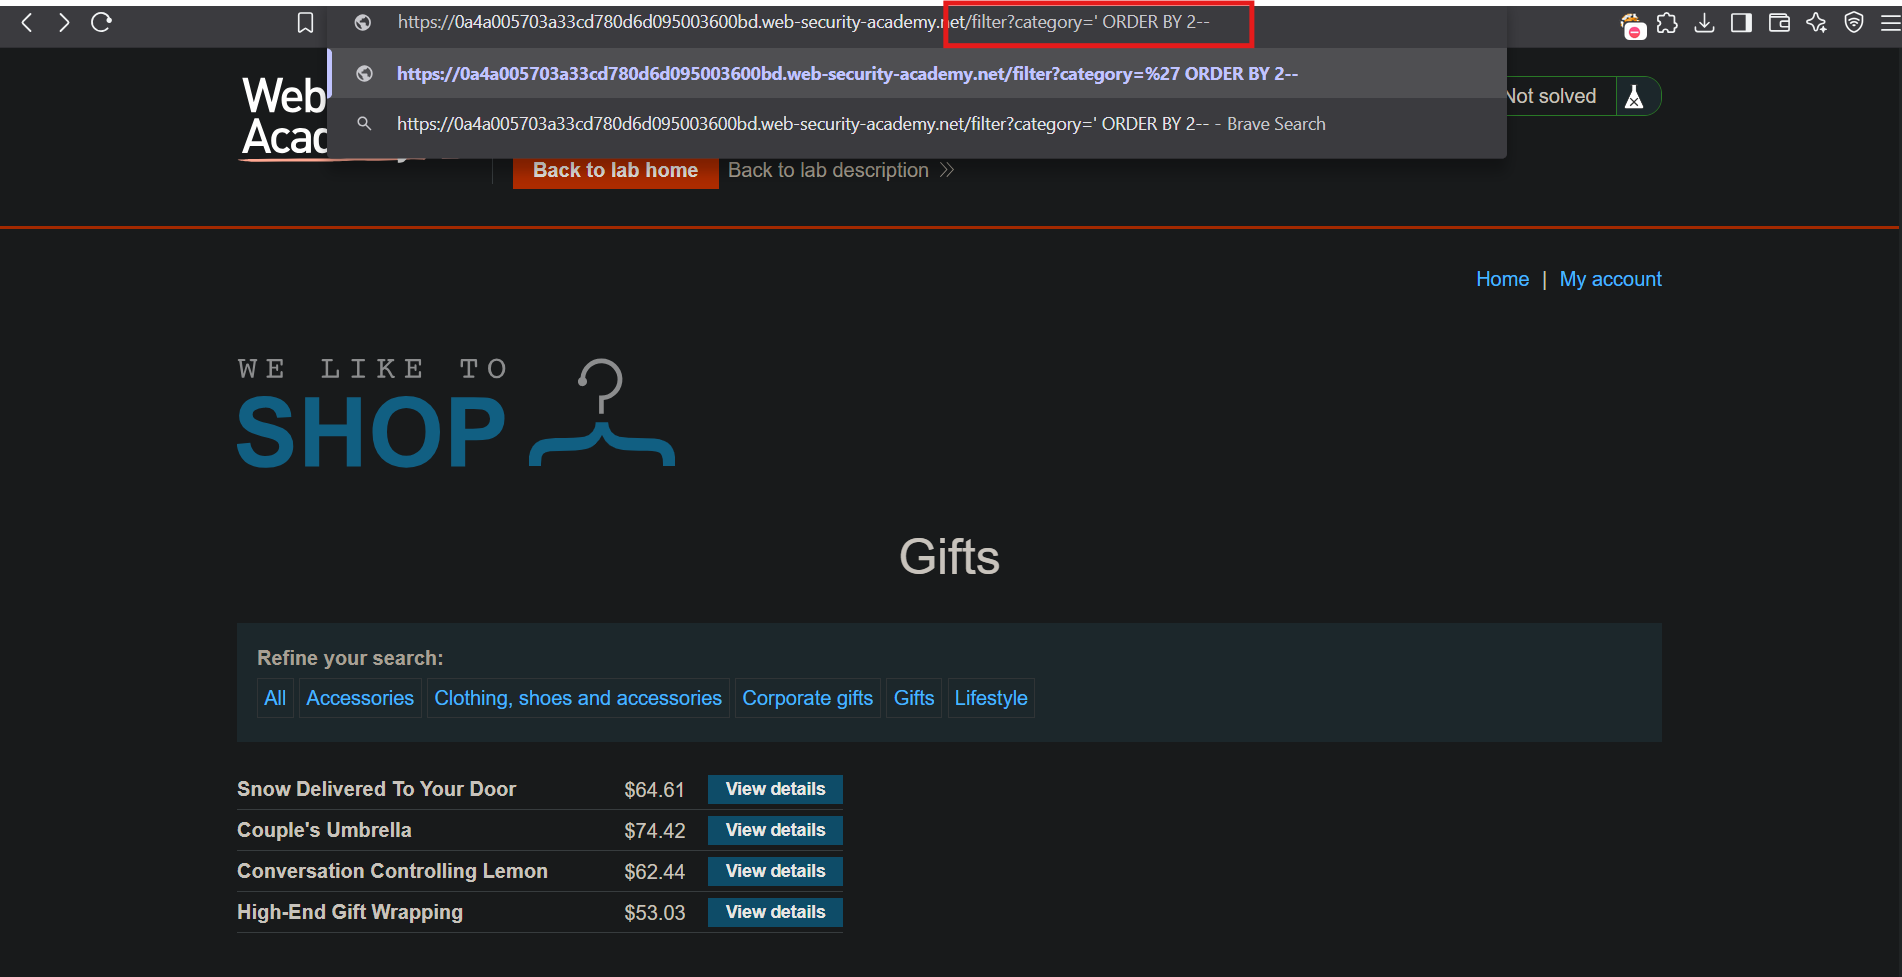 https://0a4a005703a33cd780d6d095003600bd.web-security-academy.net/filter?category=' ORDER BY 2--
https://0a4a005703a33cd780d6d095003600bd.web-security-academy.net/filter?category=%27 ORDER BY 2--
https://0a4a005703a33cd780d6d095003600bd.web-security-academy.net/filter?category=' ORDER BY 2-- - Brave Search
Web
Acad
Not solved
Back to lab home
Back to lab description
Home | My account
WE LIKE TO
SHOP
Gifts
Refine your search:
All Accessories Clothing, shoes and accessories Corporate gifts Gifts Lifestyle
Snow Delivered To Your Door $64.61 View details
Couple's Umbrella $74.42 View details
Conversation Controlling Lemon $62.44 View details
High-End Gift Wrapping $53.03 View details